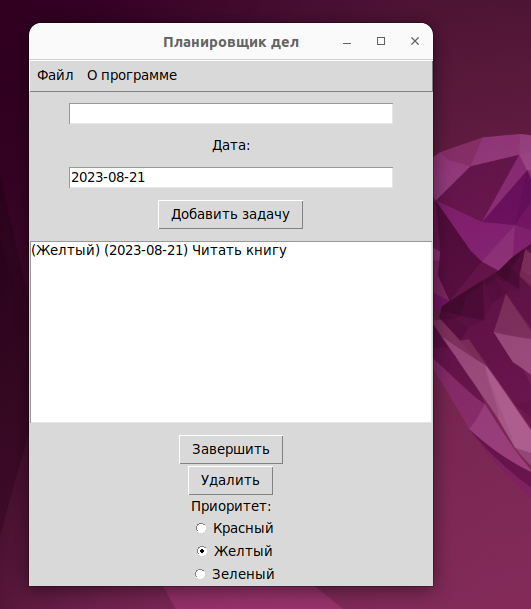 Планировщик дел
Файл О программе
Дата:
2023-08-21
Добавить задачу
(Желтый) (2023-08-21) Читать книгу
Завершить
Удалить
Приоритет:
Красный
Желтый
Зеленый